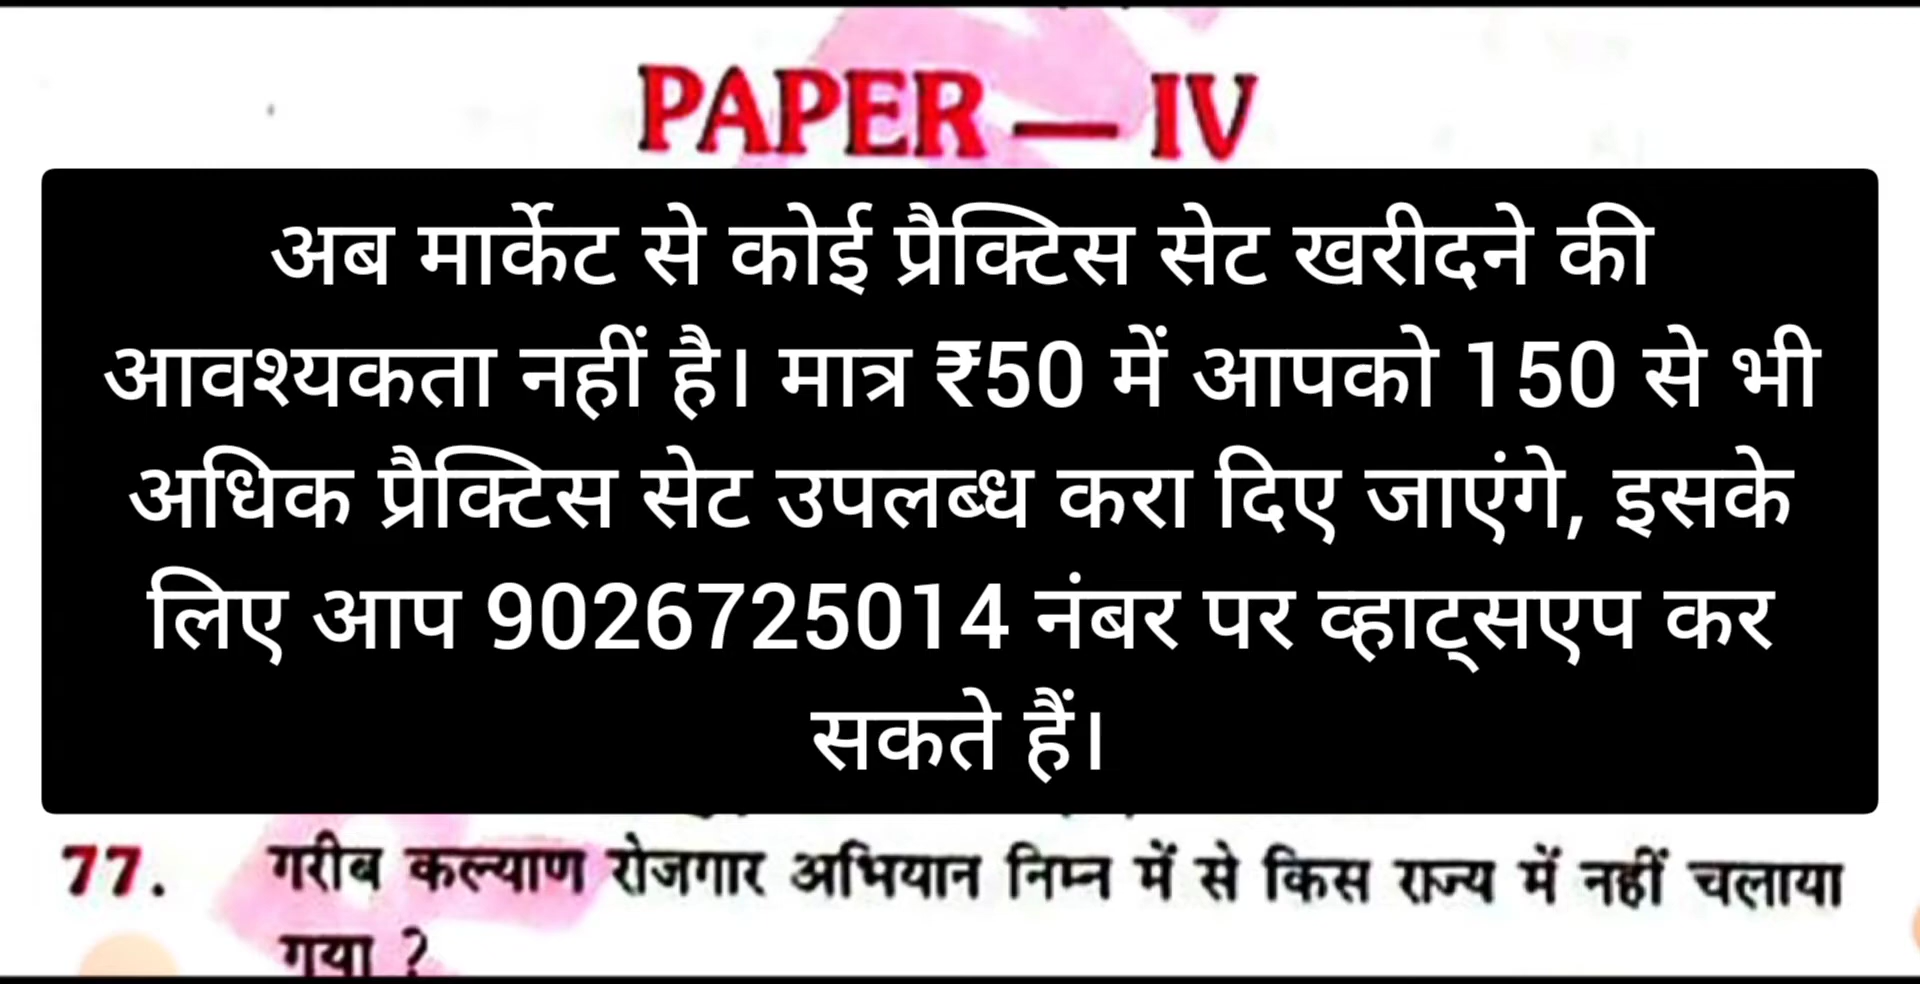 PAPER — IV
अब मार्केट से कोई प्रैक्टिस सेट खरीदने की
आवश्यकता नहीं है। मात्र ₹50 में आपको 150 से भी
अधिक प्रैक्टिस सेट उपलब्ध करा दिए जाएंगे, इसके
लिए आप 9026725014 नंबर पर व्हाट्सएप कर
सकते हैं।
77. गरीब कल्याण रोजगार अभियान निम्न में से किस राज्य में नहीं चलाया
गया ?